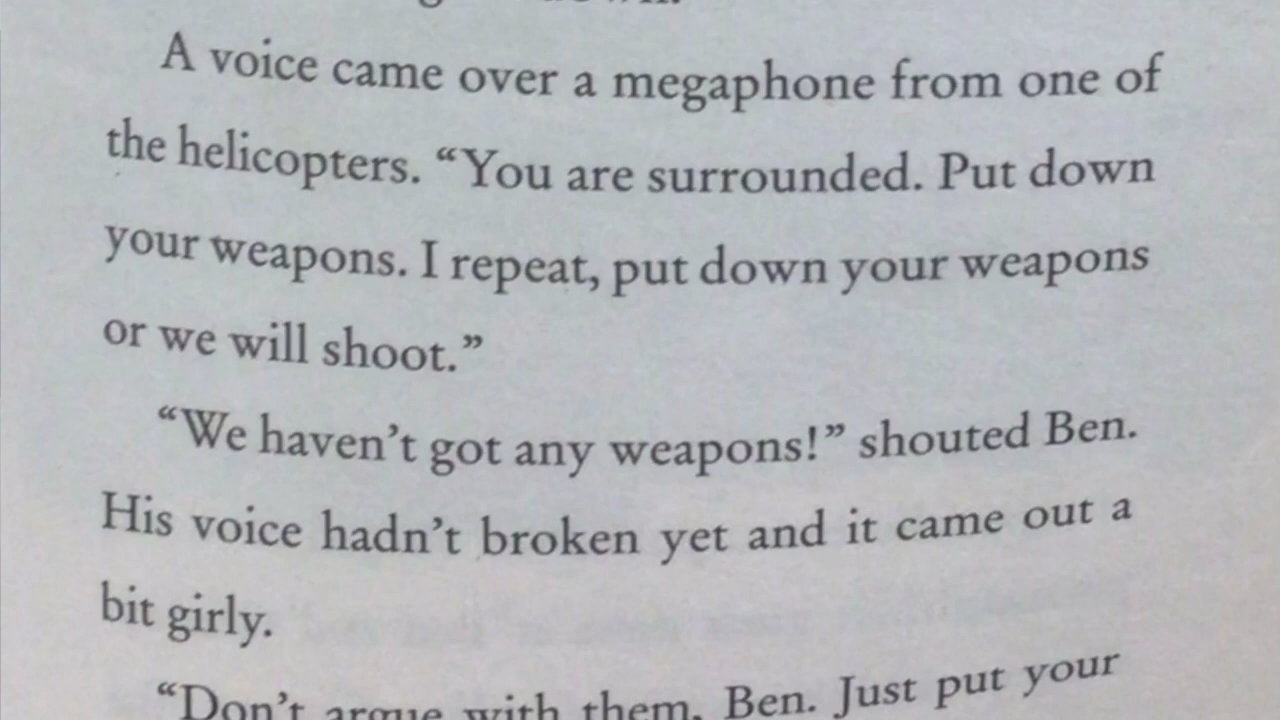 A voice came over a megaphone from one of
the helicopters. “You are surrounded. Put down
your weapons. I repeat, put down your weapons
or we will shoot.”
“We haven’t got any weapons!” shouted Ben.
His voice hadn’t broken yet and it came out a
bit girly.
“Don’t argue with them, Ben. Just put your